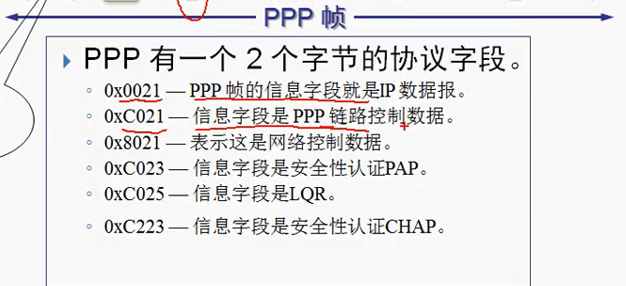 PPP 帧
PPP 有一个 2 个字节的协议字段。
0x0021 — PPP 帧的信息字段就是IP 数据报。
0xC021 — 信息字段是 PPP 链路控制数据。
0x8021 — 表示这是网络控制数据。
0xC023 — 信息字段是安全性认证PAP。
0xC025 — 信息字段是LQR。
0xC223 — 信息字段是安全性认证CHAP。